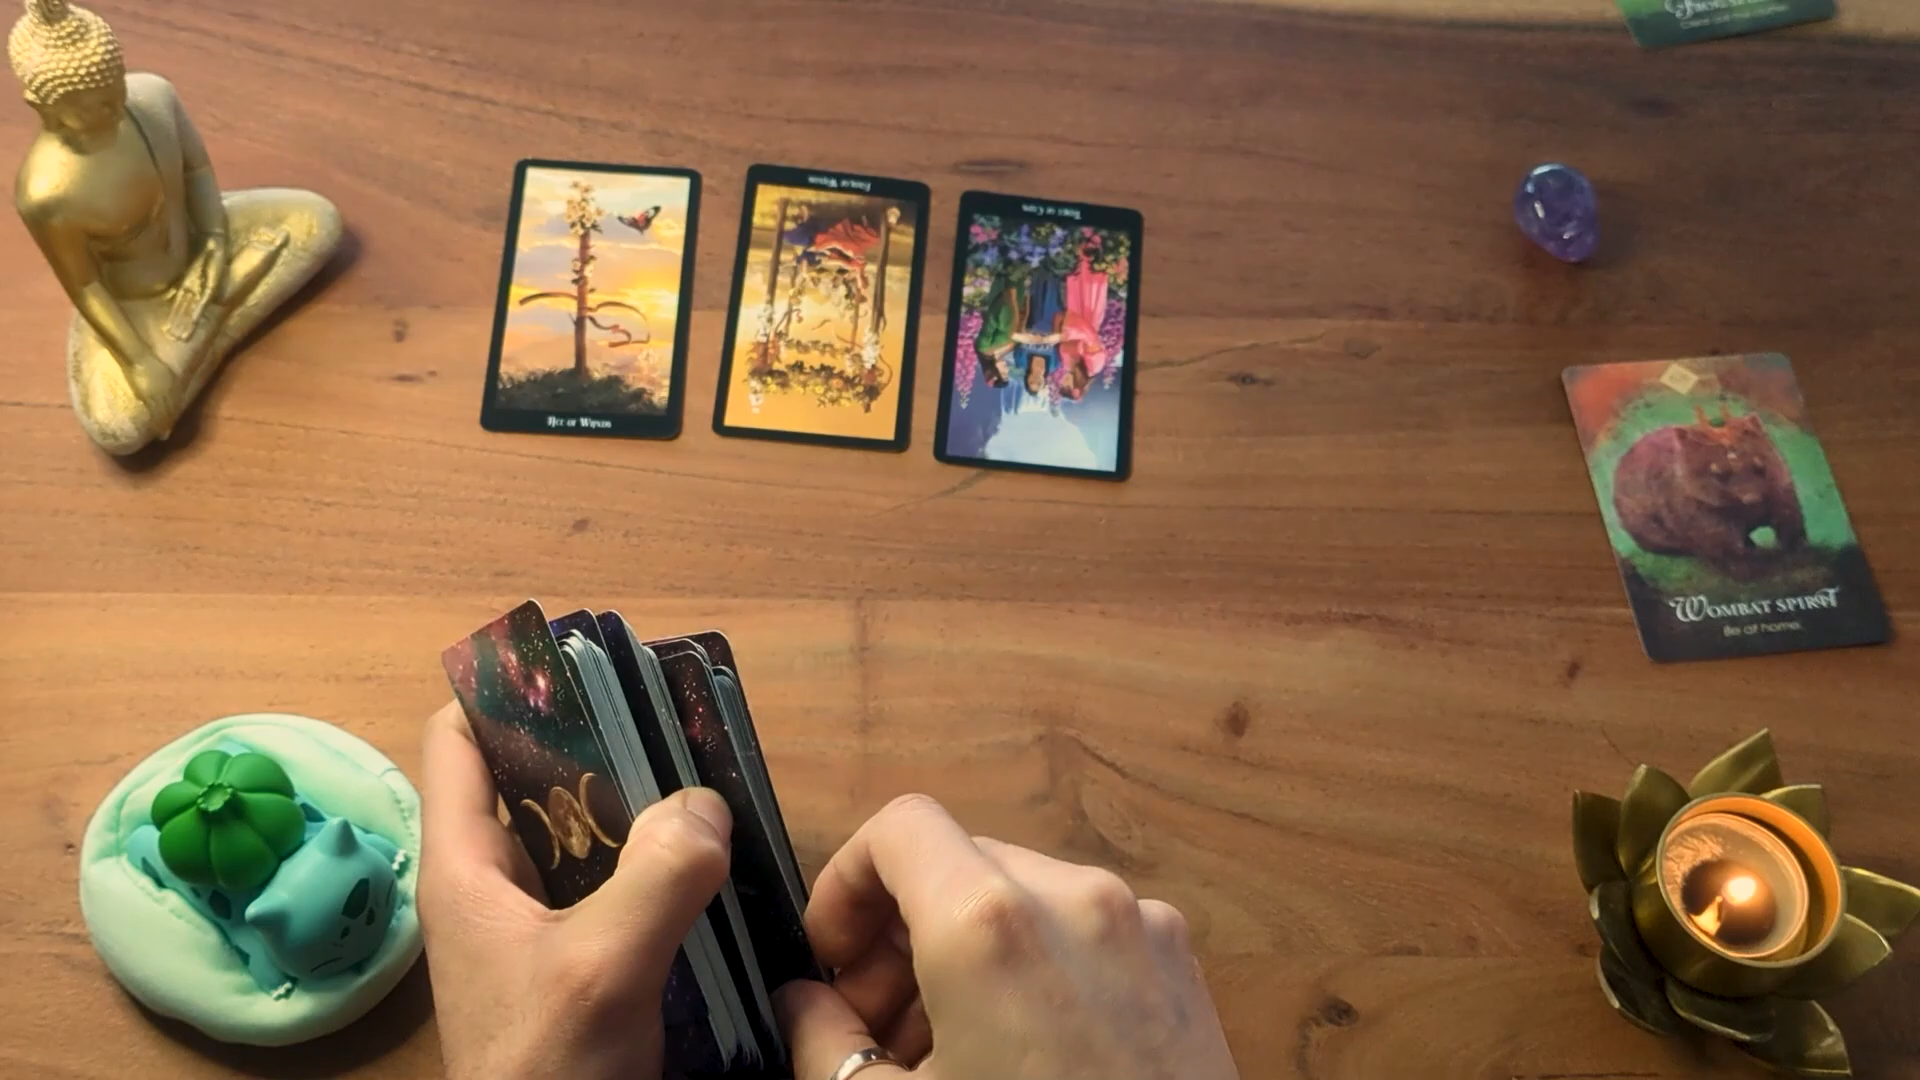 Ace of Wands
Four of Wands
Three of Cups
Wombat spirit
Be at home.